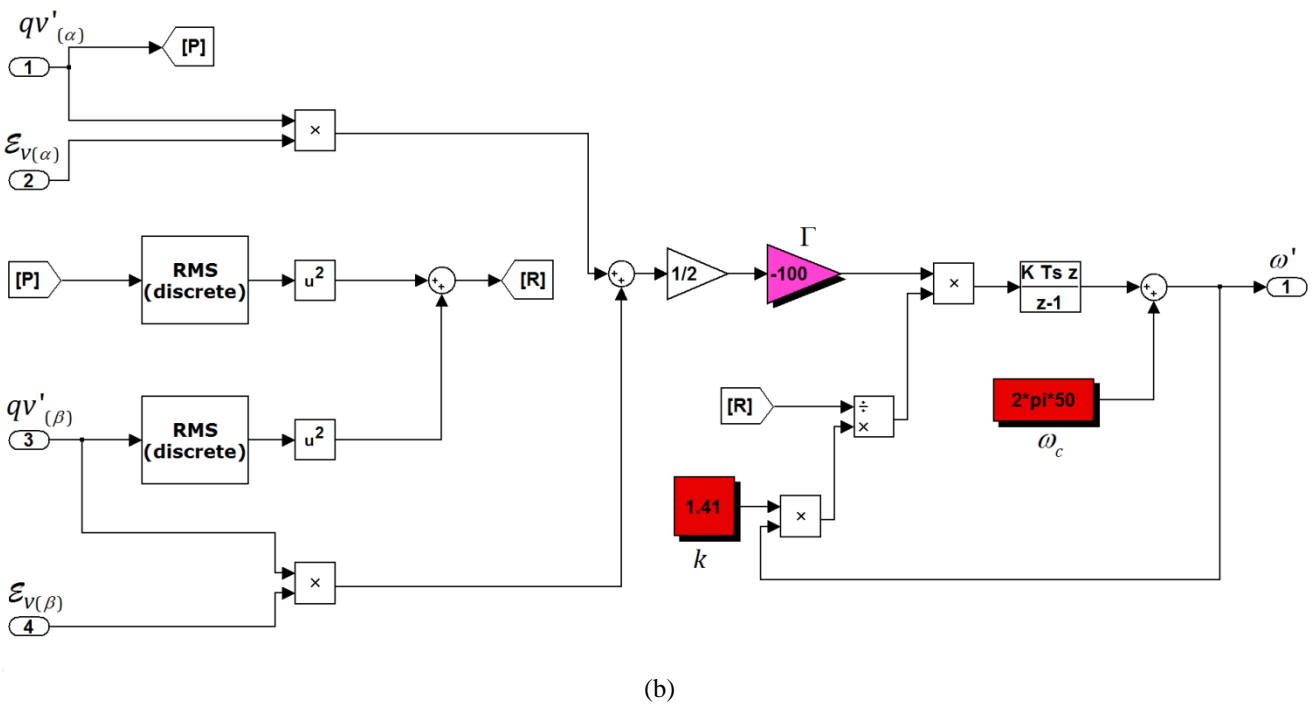 qv'(α)
[P]
1
×
εv(α)
2
Γ
[P]
RMS
(discrete)
u²
+
+
[R]
+
+
1/2
-100
×
K Ts z
z-1
+
+
ω'
1
qv'(β)
3
RMS
(discrete)
u²
[R]
÷
×
2*pi*50
ωc
1.41
×
k
×
εv(β)
4
(b)